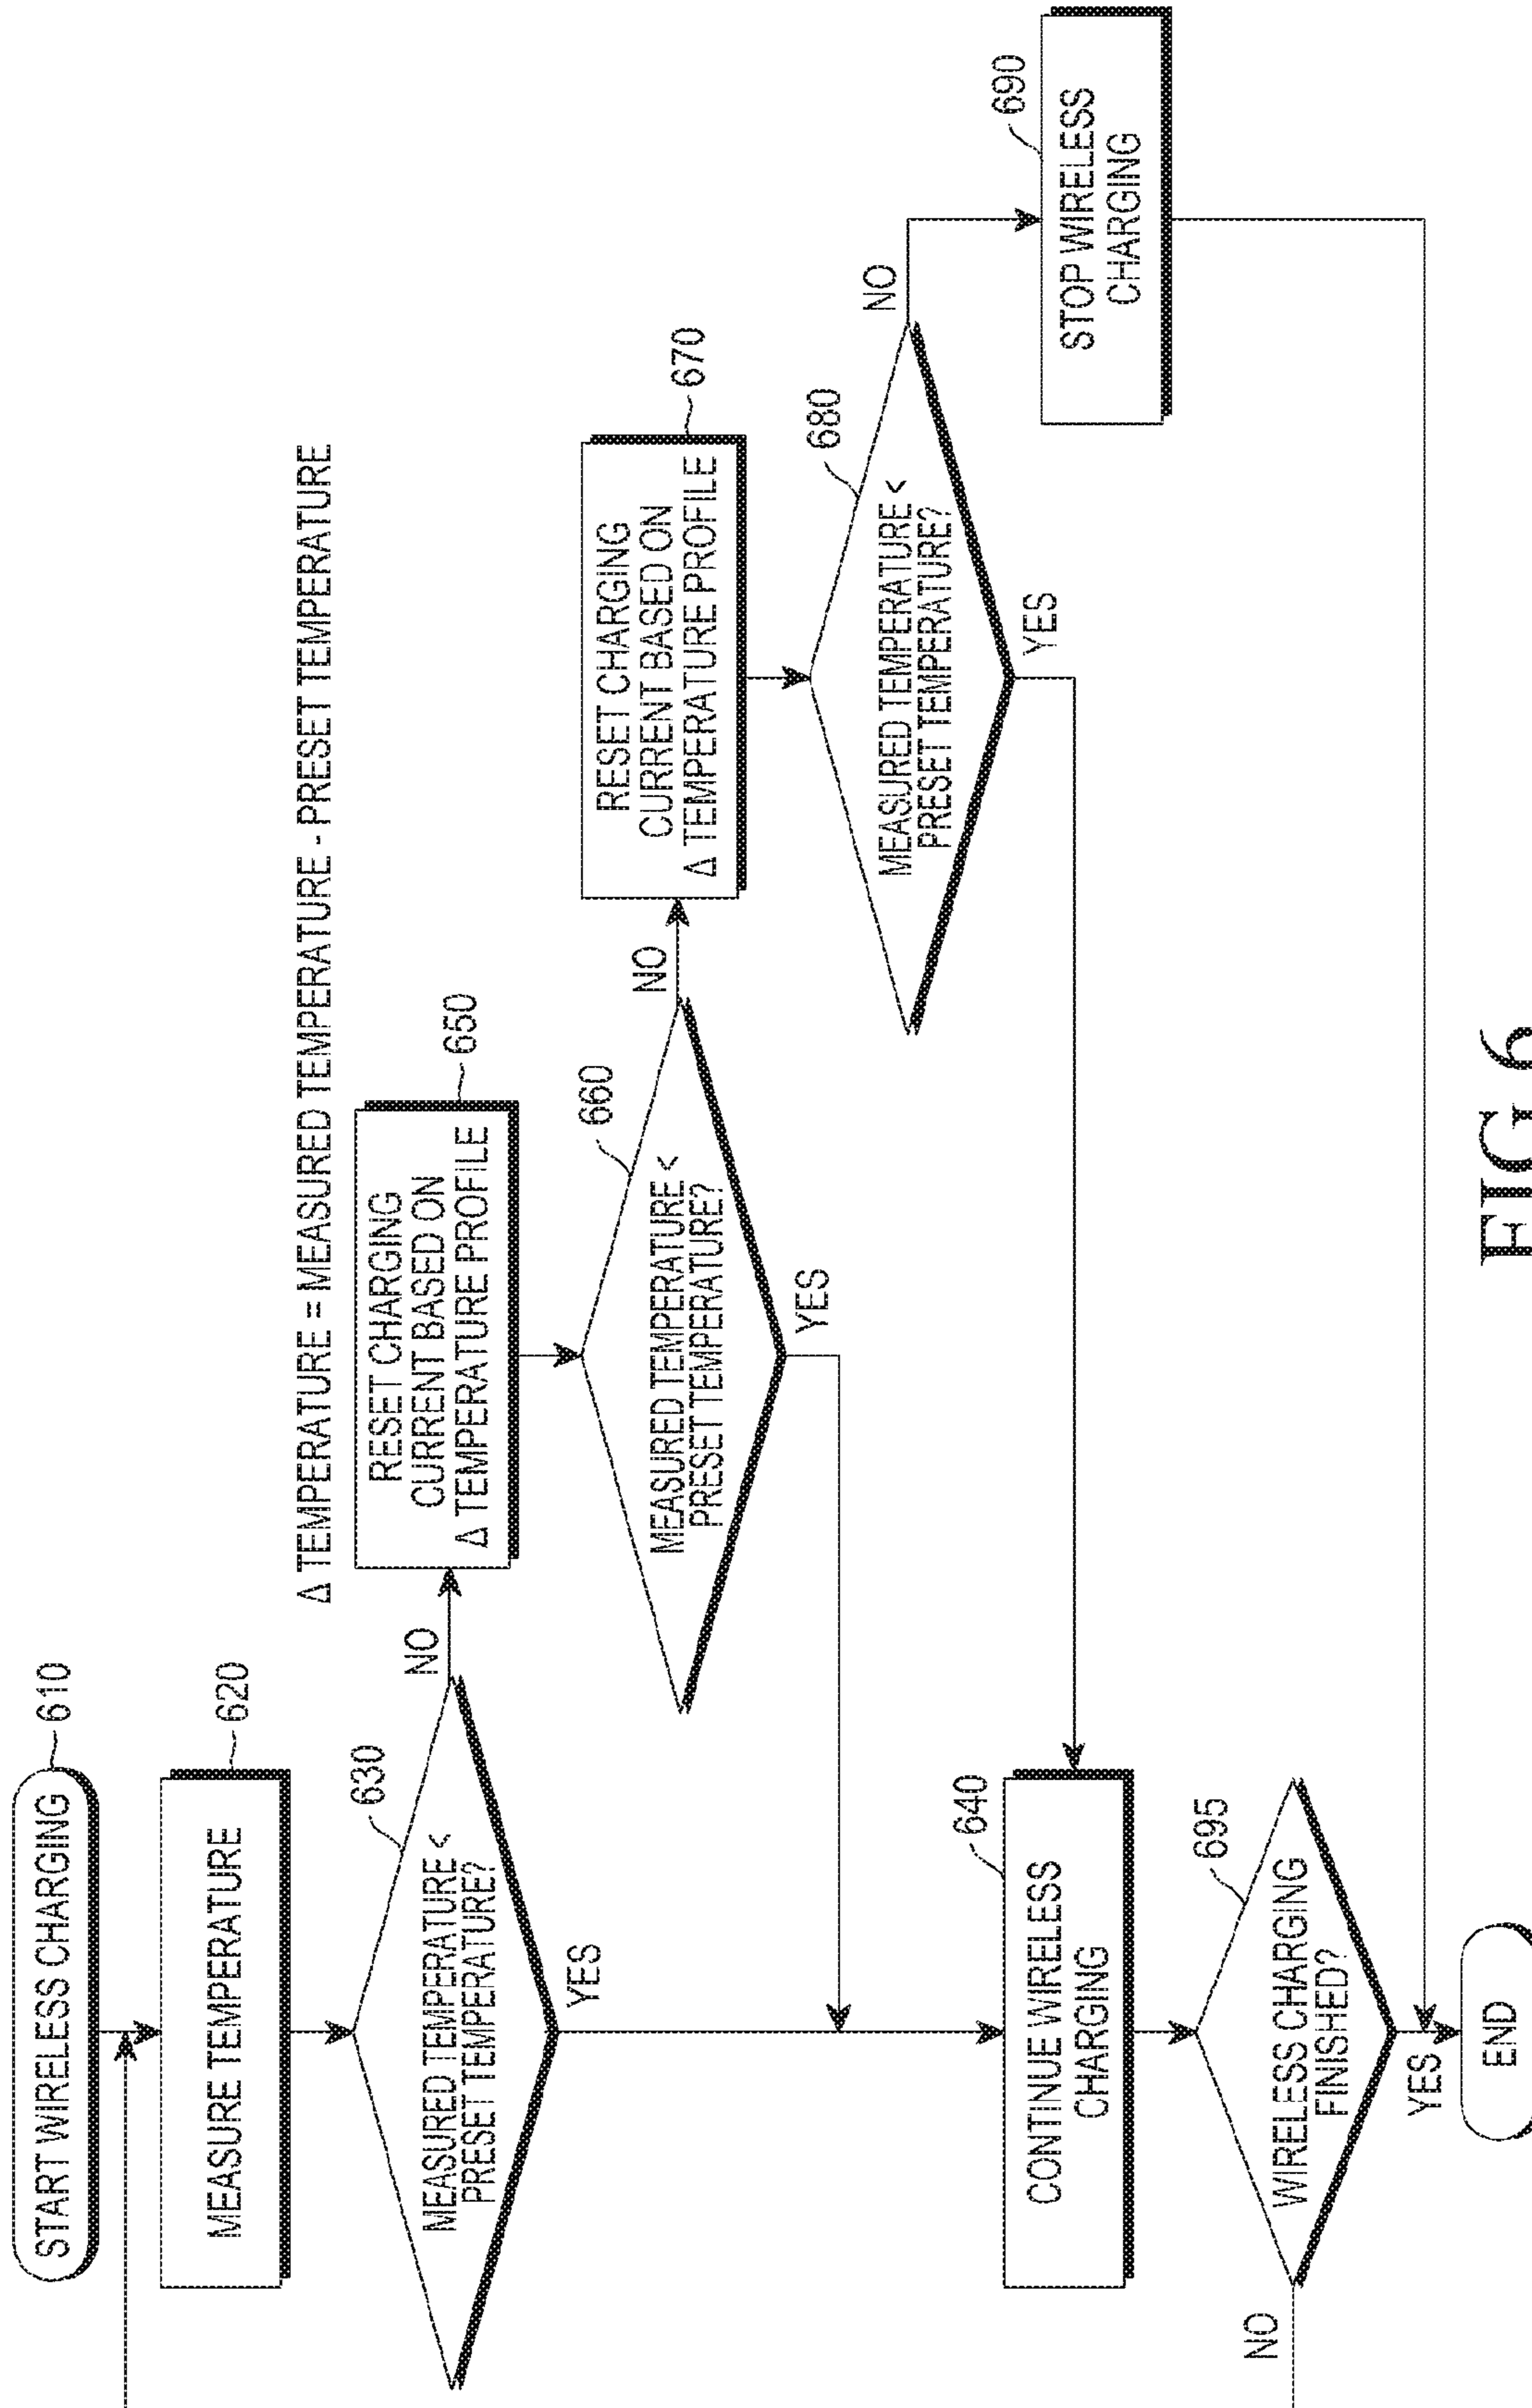 START WIRELESS CHARGING
610
MEASURE TEMPERATURE
620
Δ TEMPERATURE = MEASURED TEMPERATURE - PRESET TEMPERATURE
630
MEASURED TEMPERATURE <
PRESET TEMPERATURE?
NO
YES
RESET CHARGING
CURRENT BASED ON
Δ TEMPERATURE PROFILE
650
660
MEASURED TEMPERATURE <
PRESET TEMPERATURE?
NO
YES
RESET CHARGING
CURRENT BASED ON
Δ TEMPERATURE PROFILE
670
680
MEASURED TEMPERATURE <
PRESET TEMPERATURE?
NO
YES
690
STOP WIRELESS
CHARGING
640
CONTINUE WIRELESS
CHARGING
695
WIRELESS CHARGING
FINISHED?
NO
YES
END
FIG.6